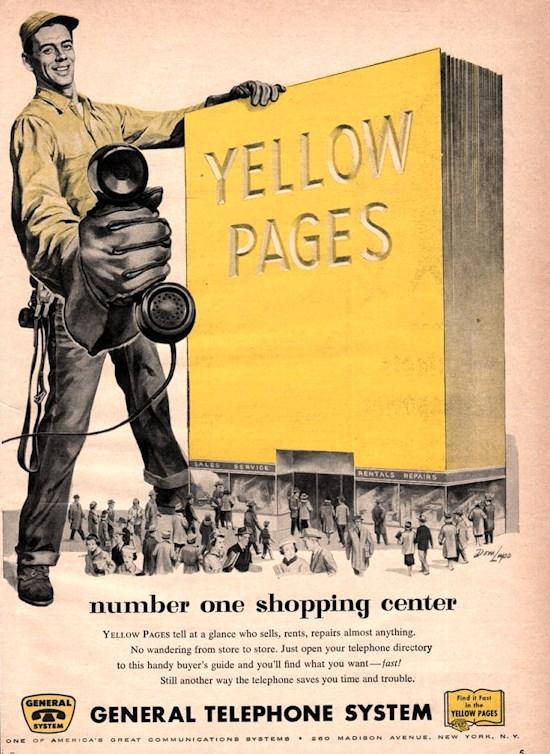 YELLOW
PAGES
SALES SERVICE
RENTALS REPAIRS
Dom Lupo
number one shopping center
YELLOW PAGES tell at a glance who sells, rents, repairs almost anything.
No wandering from store to store. Just open your telephone directory
to this handy buyer's guide and you'll find what you want—fast!
Still another way the telephone saves you time and trouble.
GENERAL
SYSTEM
GENERAL TELEPHONE SYSTEM
Find it Fast
in the
YELLOW PAGES
ONE OF AMERICA'S GREAT COMMUNICATIONS SYSTEMS • 260 MADISON AVENUE, NEW YORK, N. Y.